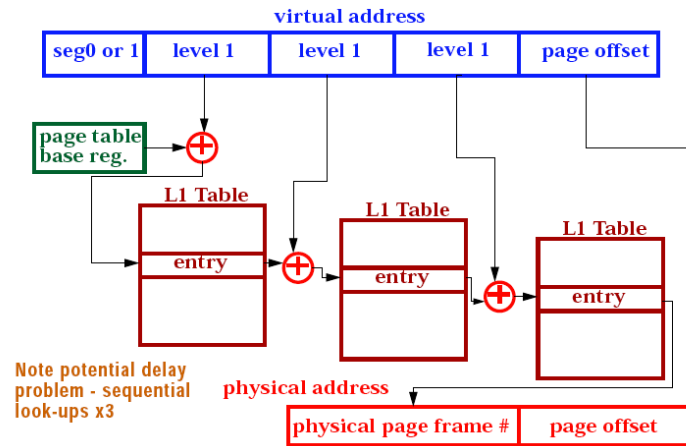 virtual address
seg0 or 1
level 1
level 1
level 1
page offset
page table
base reg.
L1 Table
entry
L1 Table
entry
L1 Table
entry
Note potential delay
problem - sequential
look-ups x3
physical address
physical page frame #
page offset